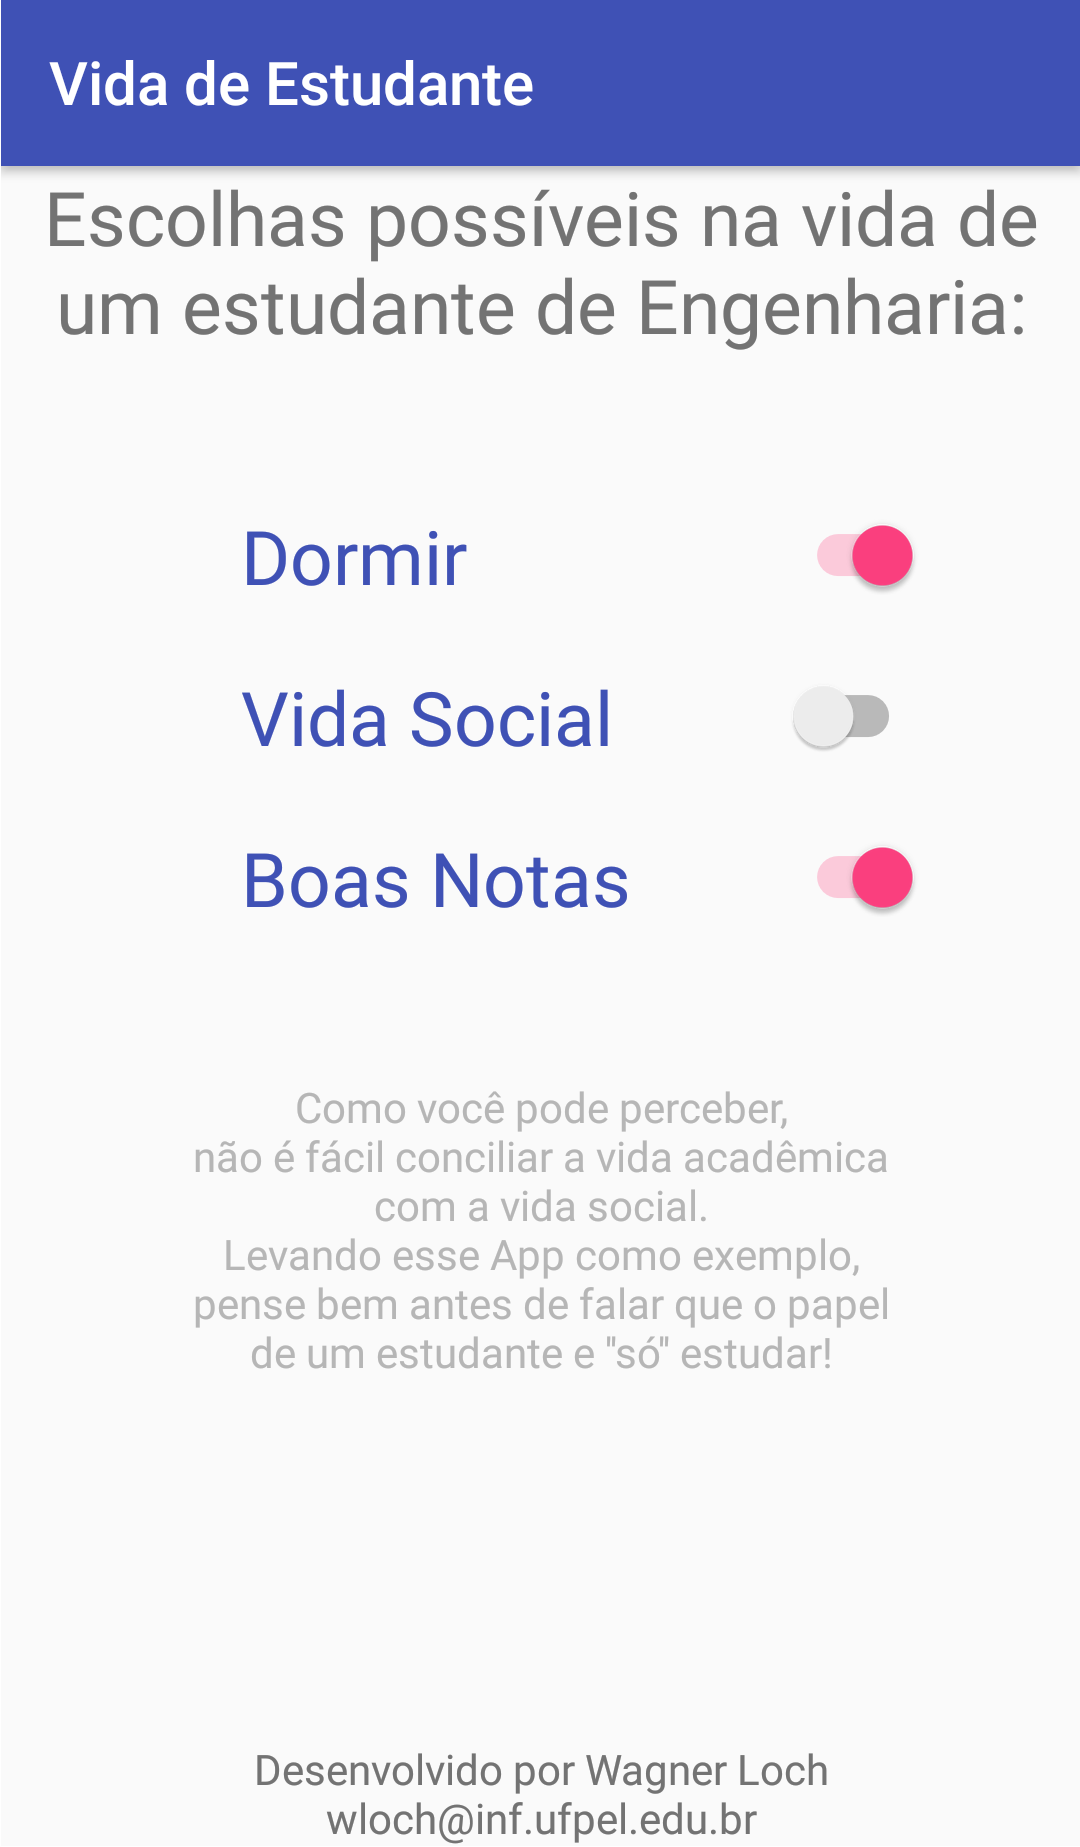 Vida de Estudante
Escolhas possíveis na vida de
um estudante de Engenharia:
Dormir
Vida Social
Boas Notas
Como você pode perceber,
não é fácil conciliar a vida acadêmica
com a vida social.
Levando esse App como exemplo,
pense bem antes de falar que o papel
de um estudante e "só" estudar!
Desenvolvido por Wagner Loch
wloch@inf.ufpel.edu.br